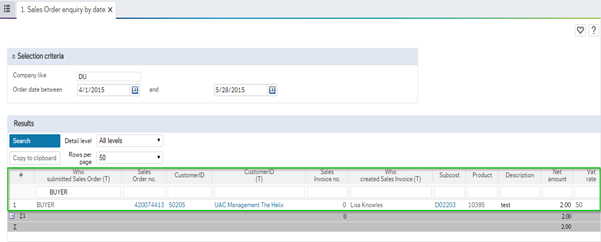 1. Sales Order enquiry by date X
?
Selection criteria
Company like DU
Order date between 4/1/2015 and 5/28/2015
Results
Search Detail level All levels
Copy to clipboard Rows per page 50
# Who submitted Sales Order (T) Sales Order no. CustomerID CustomerID (T) Sales Invoice no. Who created Sales Invoice (T) Subcost Product Description Net amount Vat rate
BUYER
1 BUYER 420074413 50205 UAC Management The Helix 0 Lisa Knowles D02203 10395 test 2.00 S0
Σ1 0 2.00
Σ 2.00